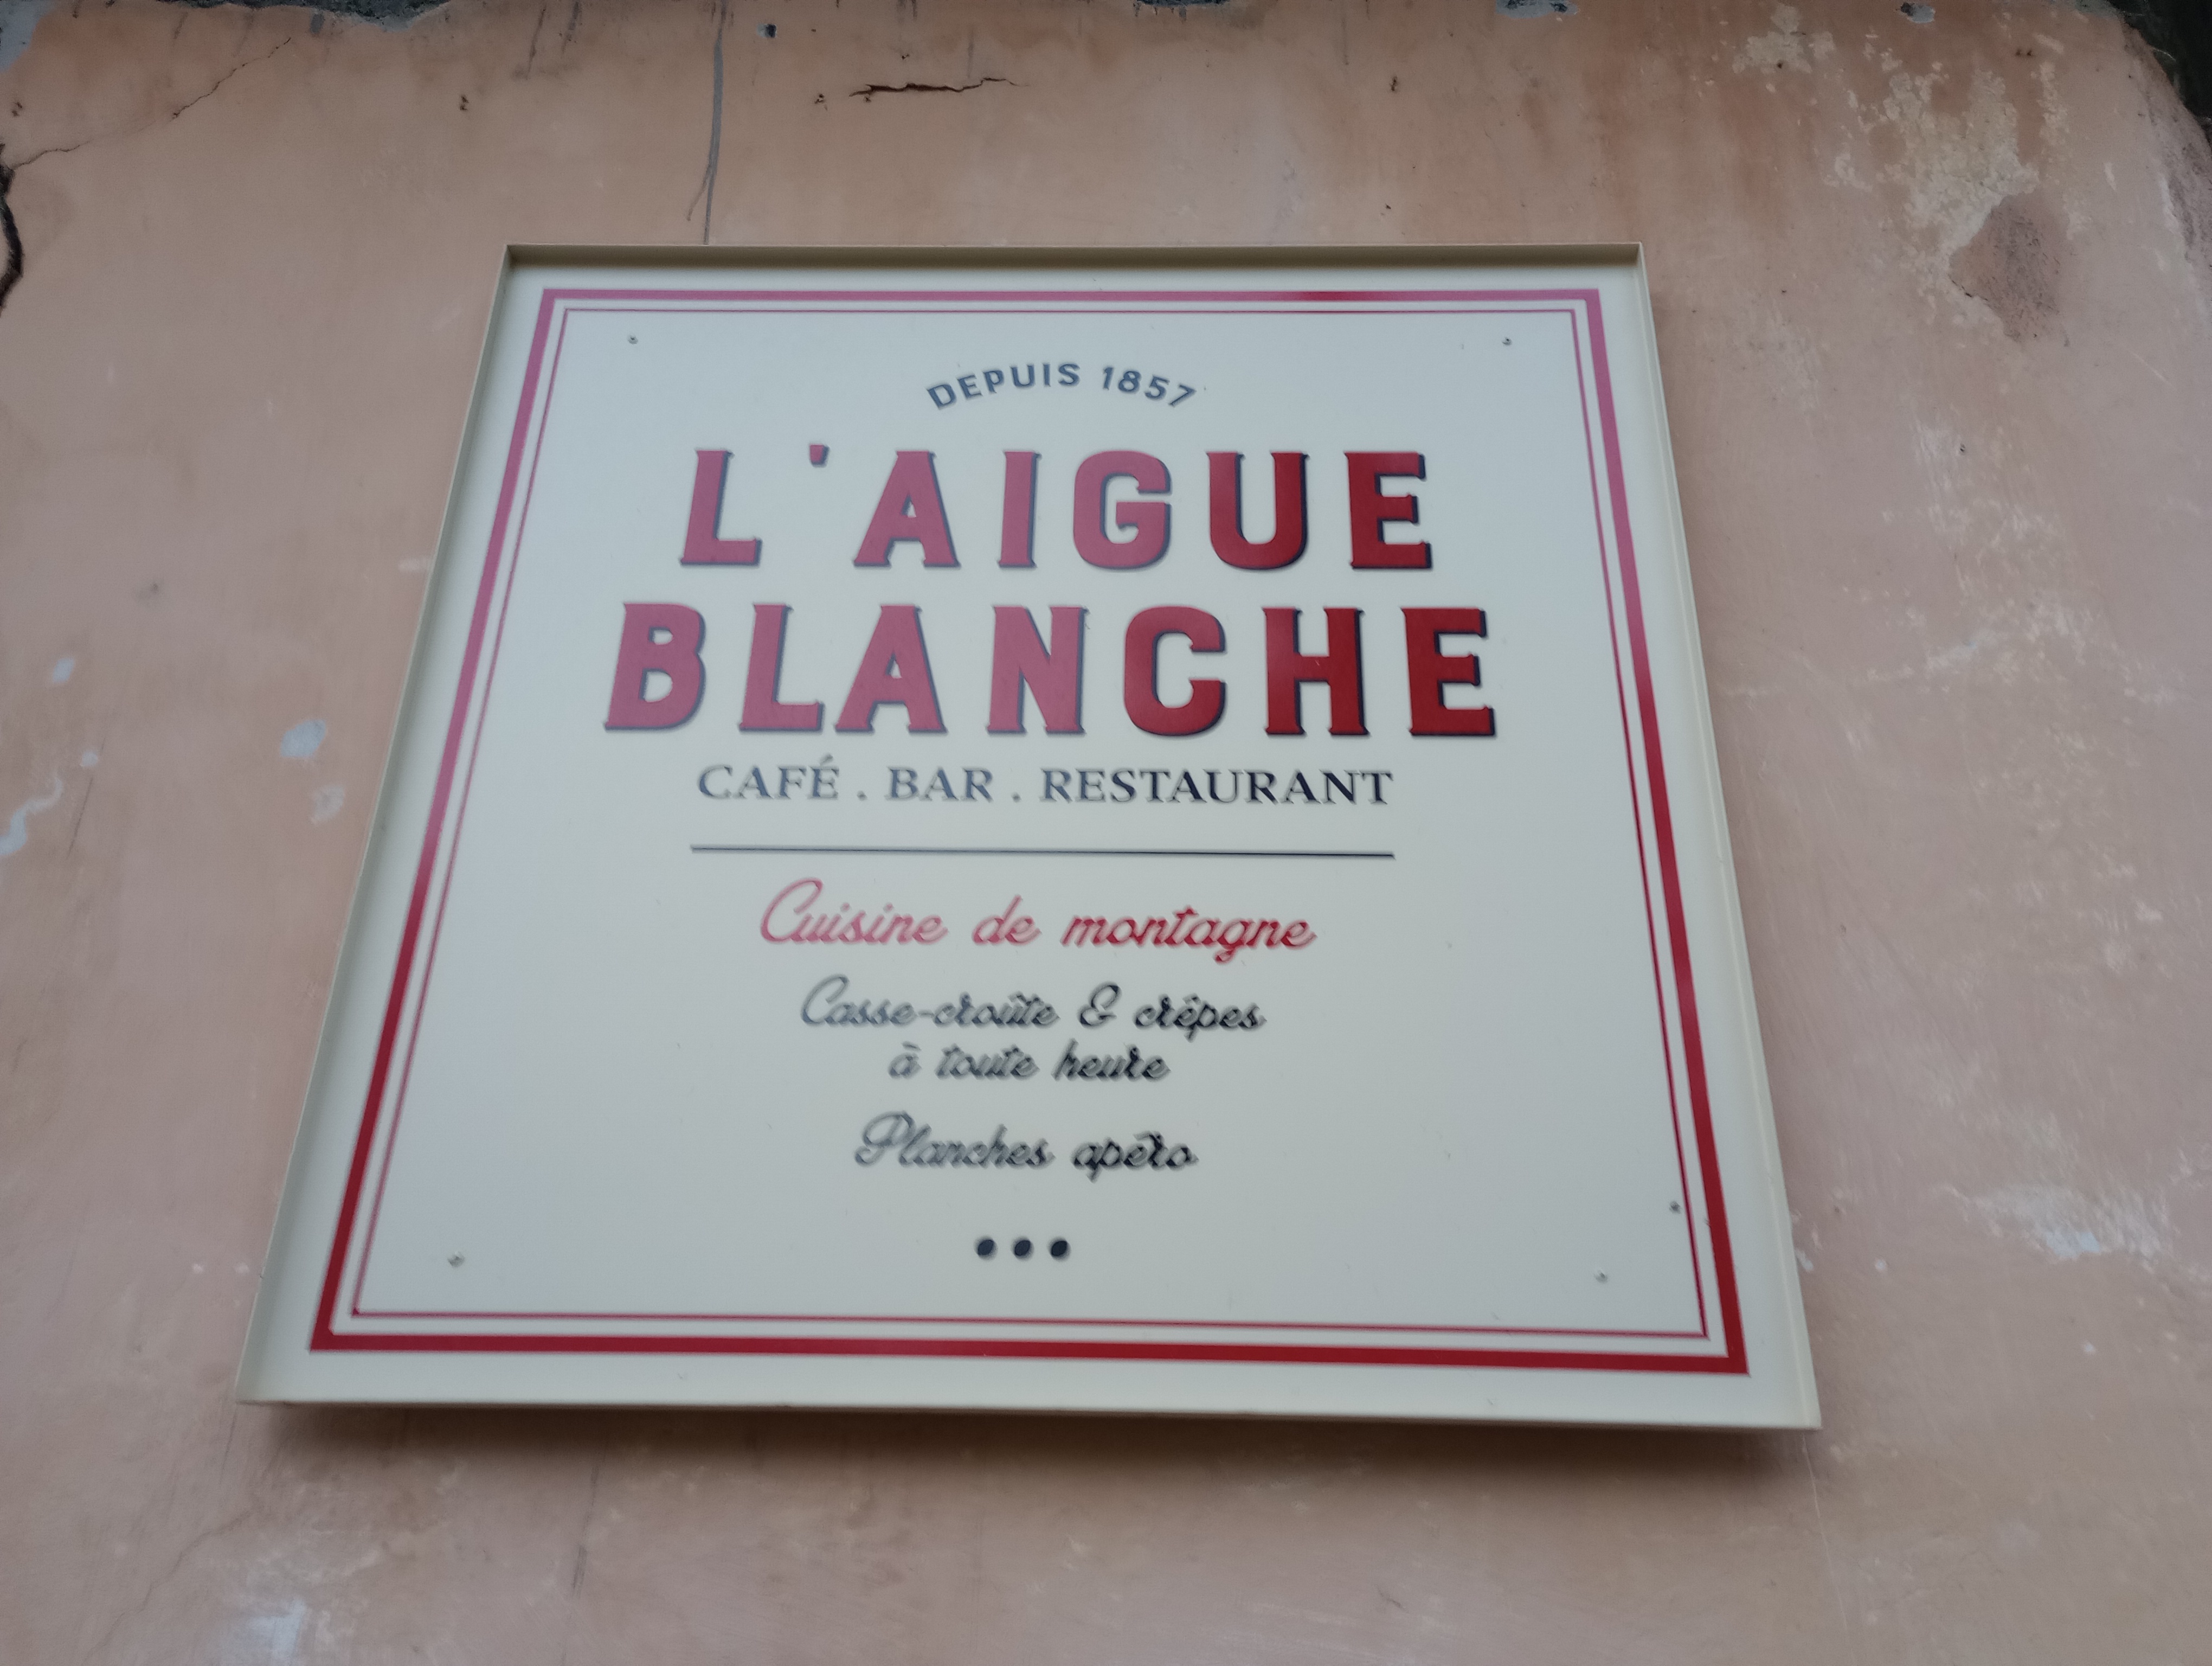 DEPUIS 1857
L'AIGUE
BLANCHE
CAFÉ . BAR . RESTAURANT
Cuisine de montagne
Casse-croûte & crêpes
à toute heure
Planches apéro
•••